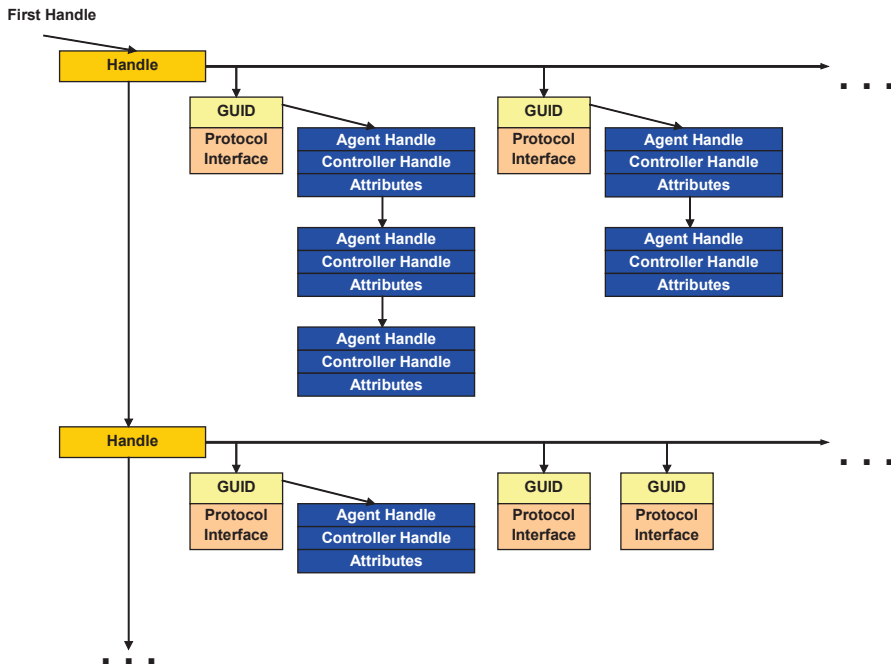 First Handle
Handle
. . .
GUID
Protocol
Interface
Agent Handle
Controller Handle
Attributes
Agent Handle
Controller Handle
Attributes
Agent Handle
Controller Handle
Attributes
GUID
Protocol
Interface
Agent Handle
Controller Handle
Attributes
Agent Handle
Controller Handle
Attributes
Handle
. . .
GUID
Protocol
Interface
Agent Handle
Controller Handle
Attributes
GUID
Protocol
Interface
GUID
Protocol
Interface
. . .